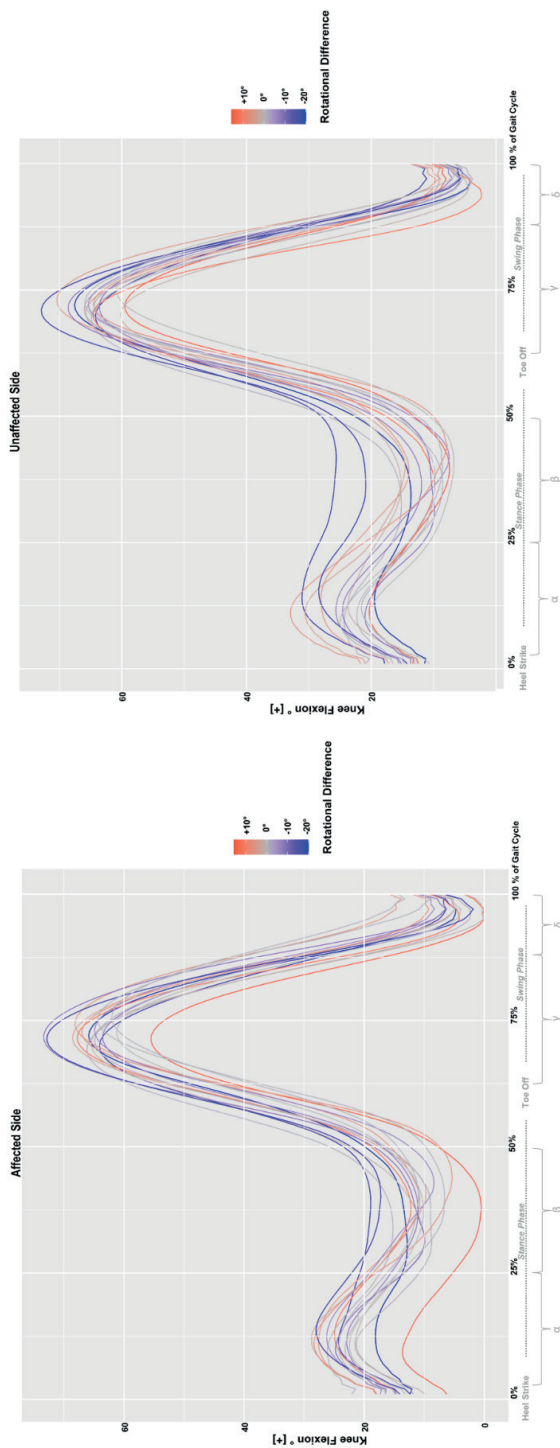 Affected Side
Knee Flexion ° [+]
60
40
20
0
0%
25%
50%
75%
100 % of Gait Cycle
Heel Strike
Stance Phase
Toe Off
Swing Phase
α
β
γ
δ
+10°
0°
-10°
-20°
Rotational Difference
Unaffected Side
Knee Flexion ° [+]
60
40
20
0%
25%
50%
75%
100 % of Gait Cycle
Heel Strike
Stance Phase
Toe Off
Swing Phase
α
β
γ
δ
+10°
0°
-10°
-20°
Rotational Difference